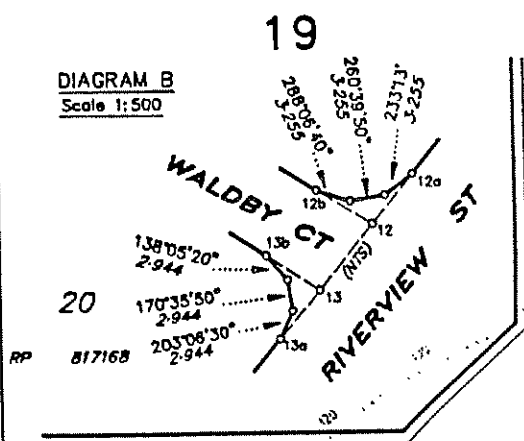 19
DIAGRAM B
Scale 1:500
288°06'40"
3·255
260°39'50"
3·255
233°13'
3·255
12a
12b
12
WALDBY CT
ST
(NTS)
13b
138°05'20"
2·944
170°35'50"
2·944
203°06'30"
2·944
13
13a
RIVERVIEW
20
RP 817168